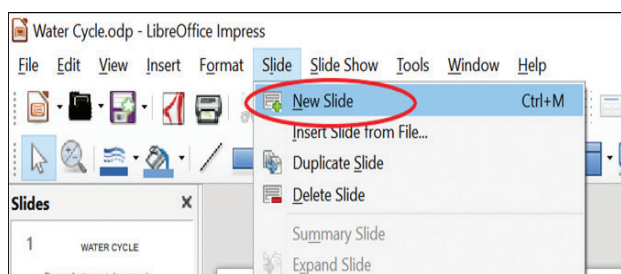 Water Cycle.odp - LibreOffice Impress
File Edit View Insert Format Slide Slide Show Tools Window Help
New Slide Ctrl+M
Insert Slide from File...
Duplicate Slide
Delete Slide
Slides X
Summary Slide
1 WATER CYCLE
Expand Slide